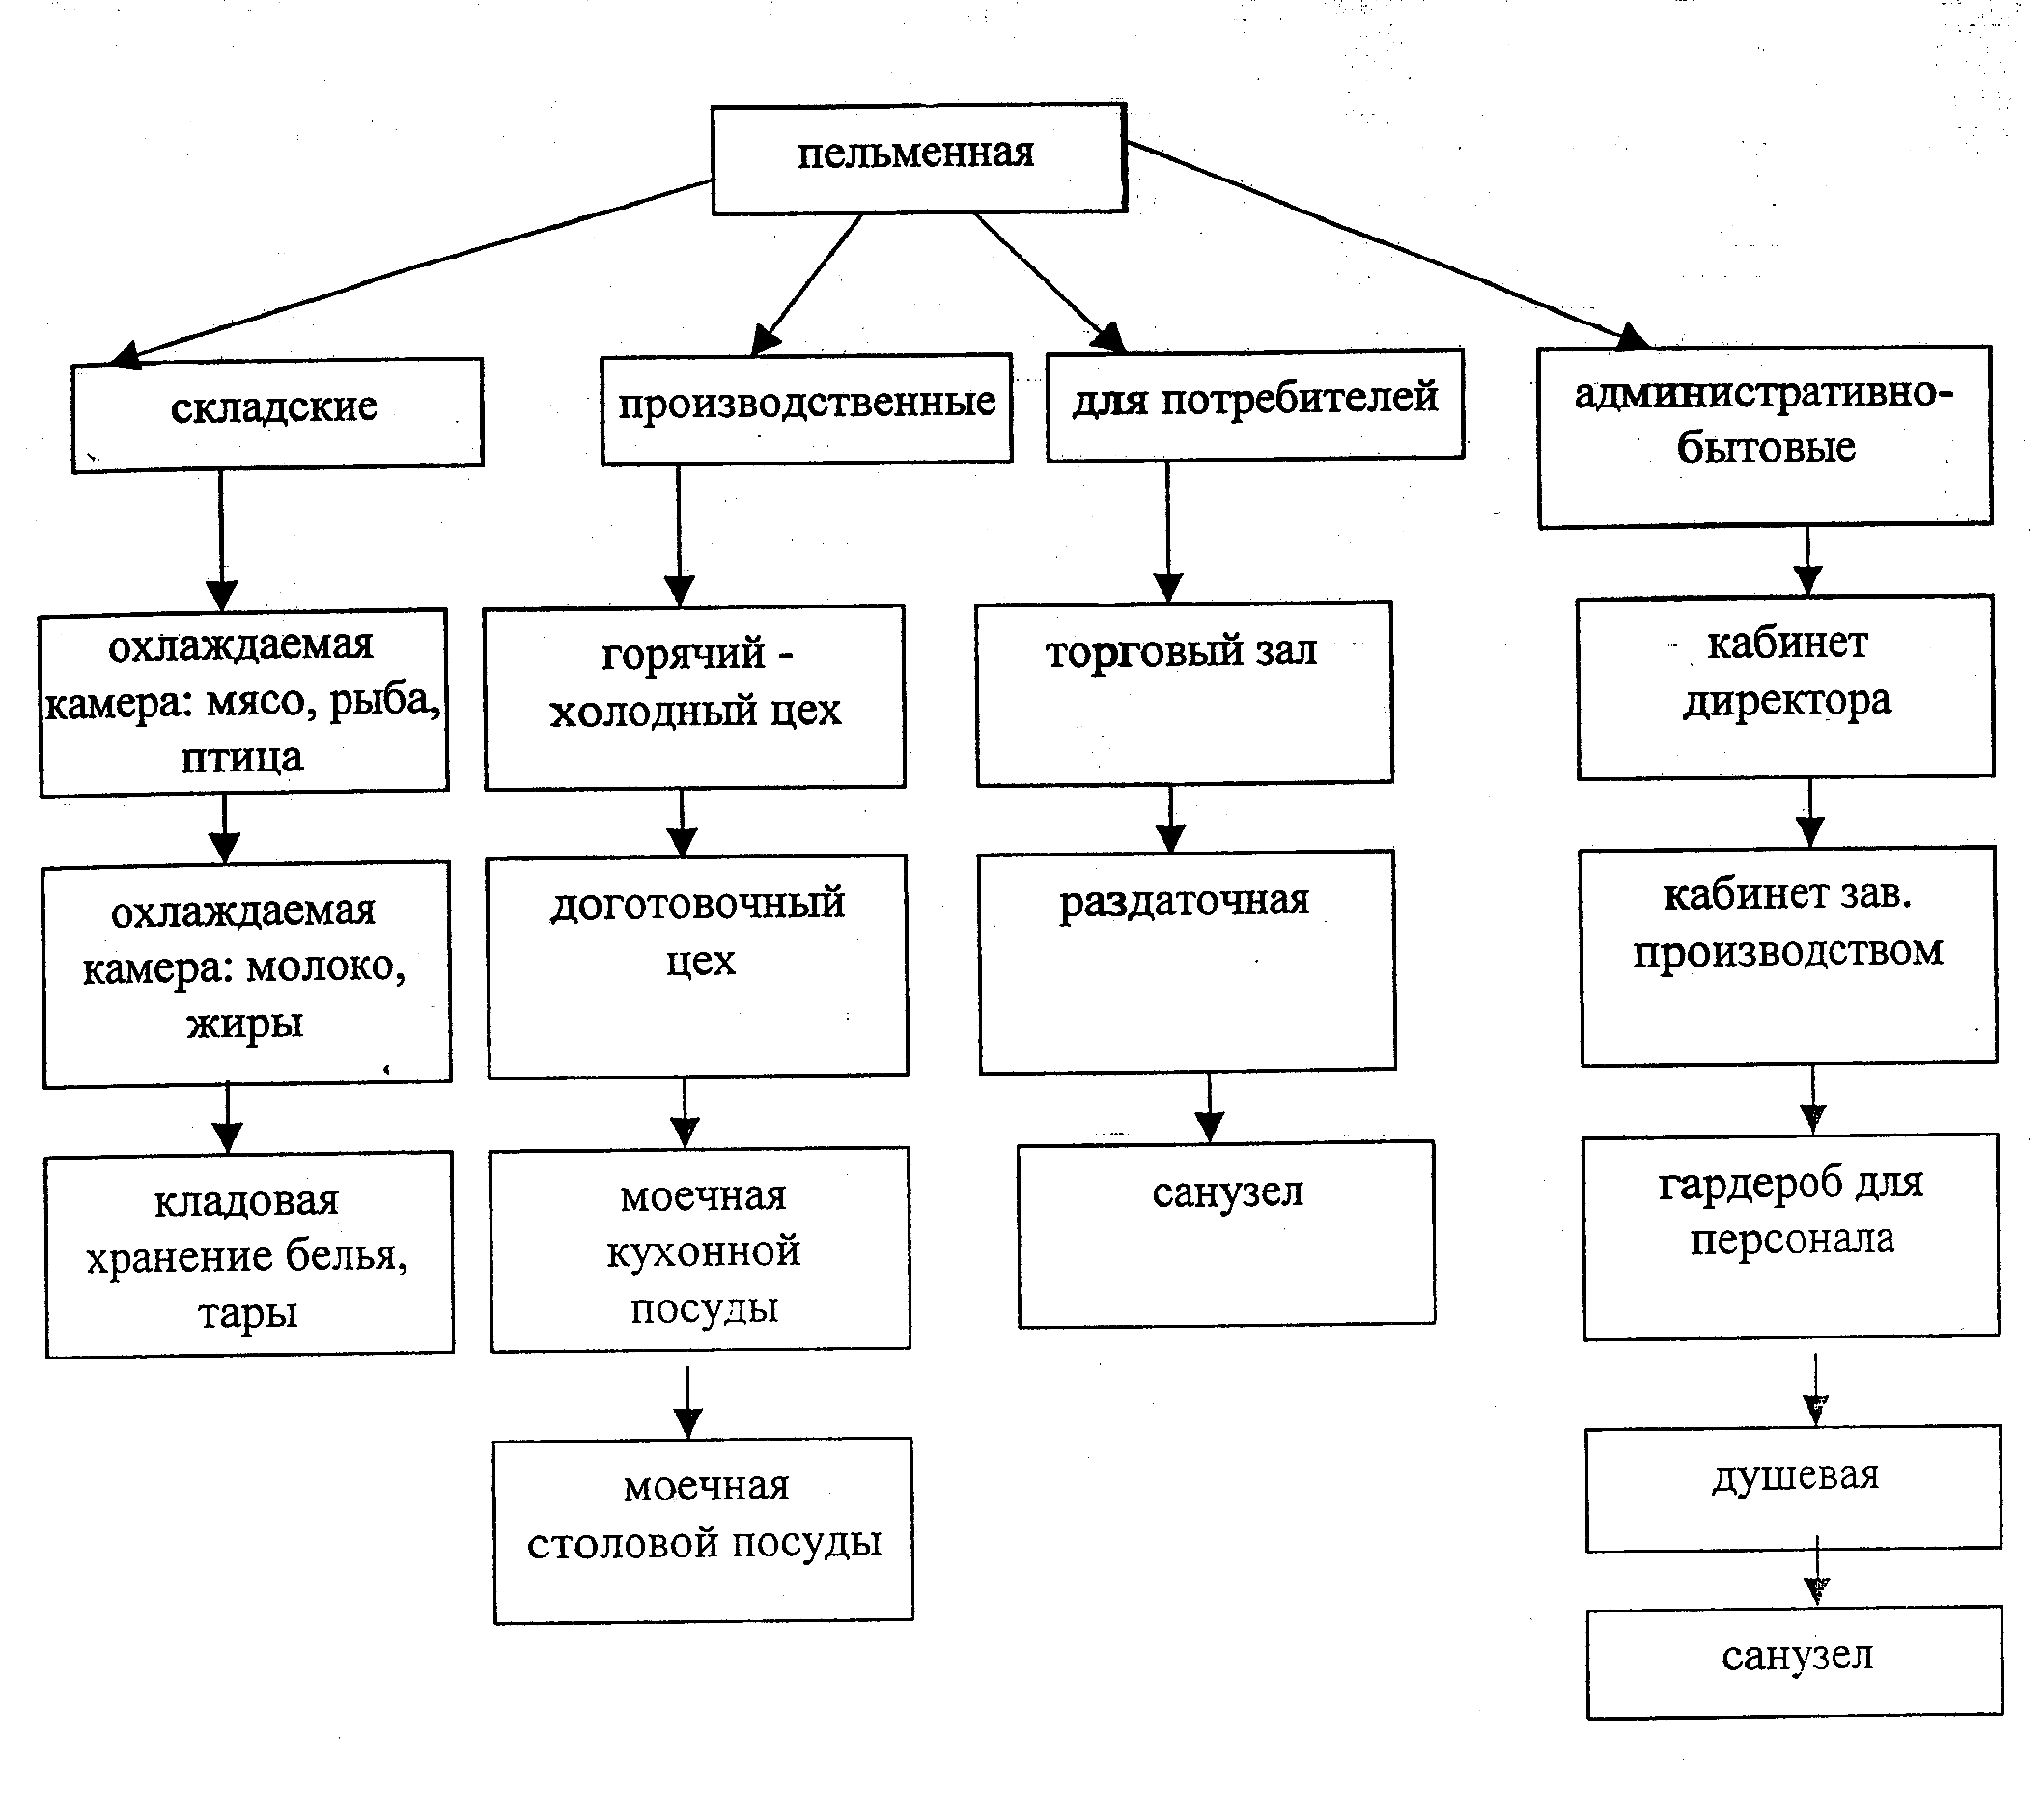 пельменная
складские
производственные
для потребителей
административно-
бытовые
охлаждаемая
камера: мясо, рыба,
птица
горячий -
холодный цех
торговый зал
кабинет
директора
охлаждаемая
камера: молоко,
жиры
доготовочный
цех
раздаточная
кабинет зав.
производством
кладовая
хранение белья,
тары
моечная
кухонной
посуды
санузел
гардероб для
персонала
моечная
столовой посуды
душевая
санузел